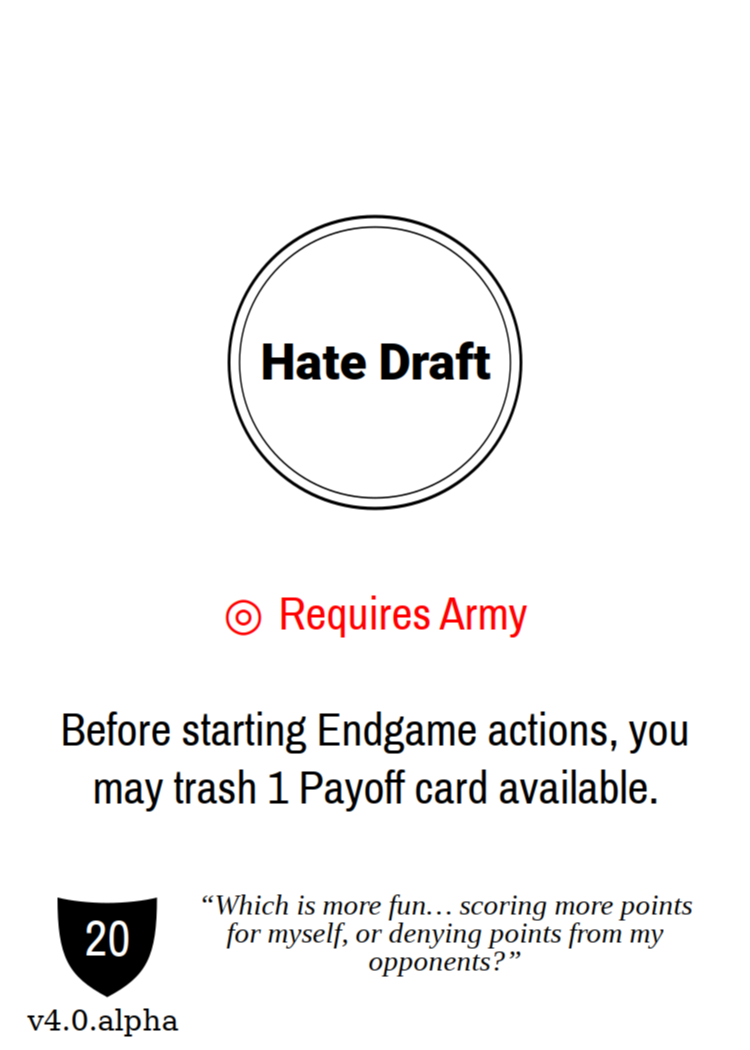 Hate Draft
◎ Requires Army
Before starting Endgame actions, you
may trash 1 Payoff card available.
20
“Which is more fun… scoring more points
for myself, or denying points from my
opponents?”
v4.0.alpha